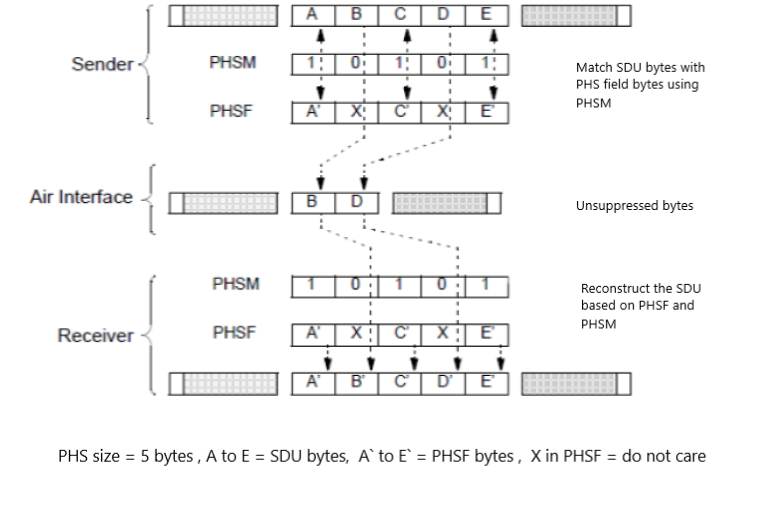 A B C D E
Sender
PHSM
1 0 1 0 1
Match SDU bytes with
PHS field bytes using
PHSM
PHSF
A' X C' X E'
Air Interface
B D
Unsuppressed bytes
PHSM
1 0 1 0 1
Reconstruct the SDU
based on PHSF and
PHSM
Receiver
PHSF
A' X C' X E'
A' B' C' D' E'
PHS size = 5 bytes , A to E = SDU bytes, A` to E` = PHSF bytes , X in PHSF = do not care